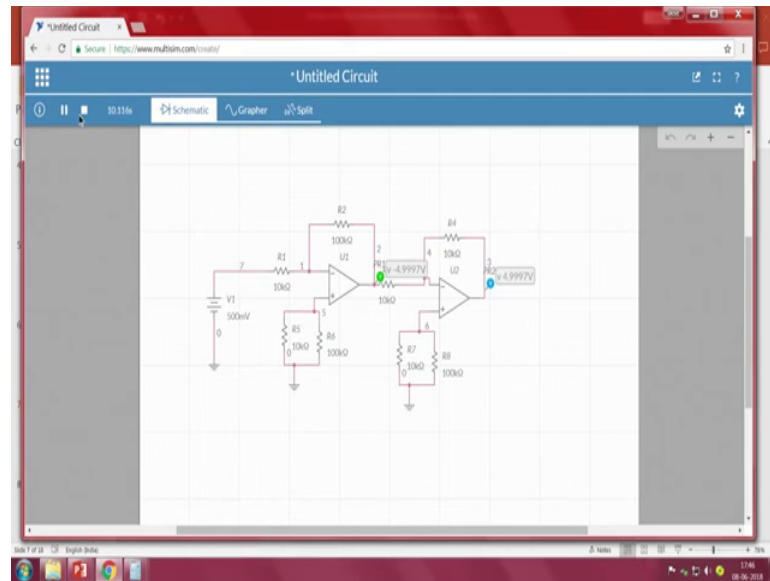 *Untitled Circuit
Secure | https://www.multisim.com/create/
*Untitled Circuit
10.116s Schematic Grapher Split
R2
100kΩ
U1
R1
10kΩ
7
1
2
V1
500mV
0
5
R5
10kΩ
0
R6
100kΩ
PR1
v -4.9997V
10kΩ
R4
10kΩ
4
U2
3
PR2
v 4.9997V
6
R7
10kΩ
0
R8
100kΩ
Slide 7 of 18 English (India) Notes 76%
17:46
08-06-2018